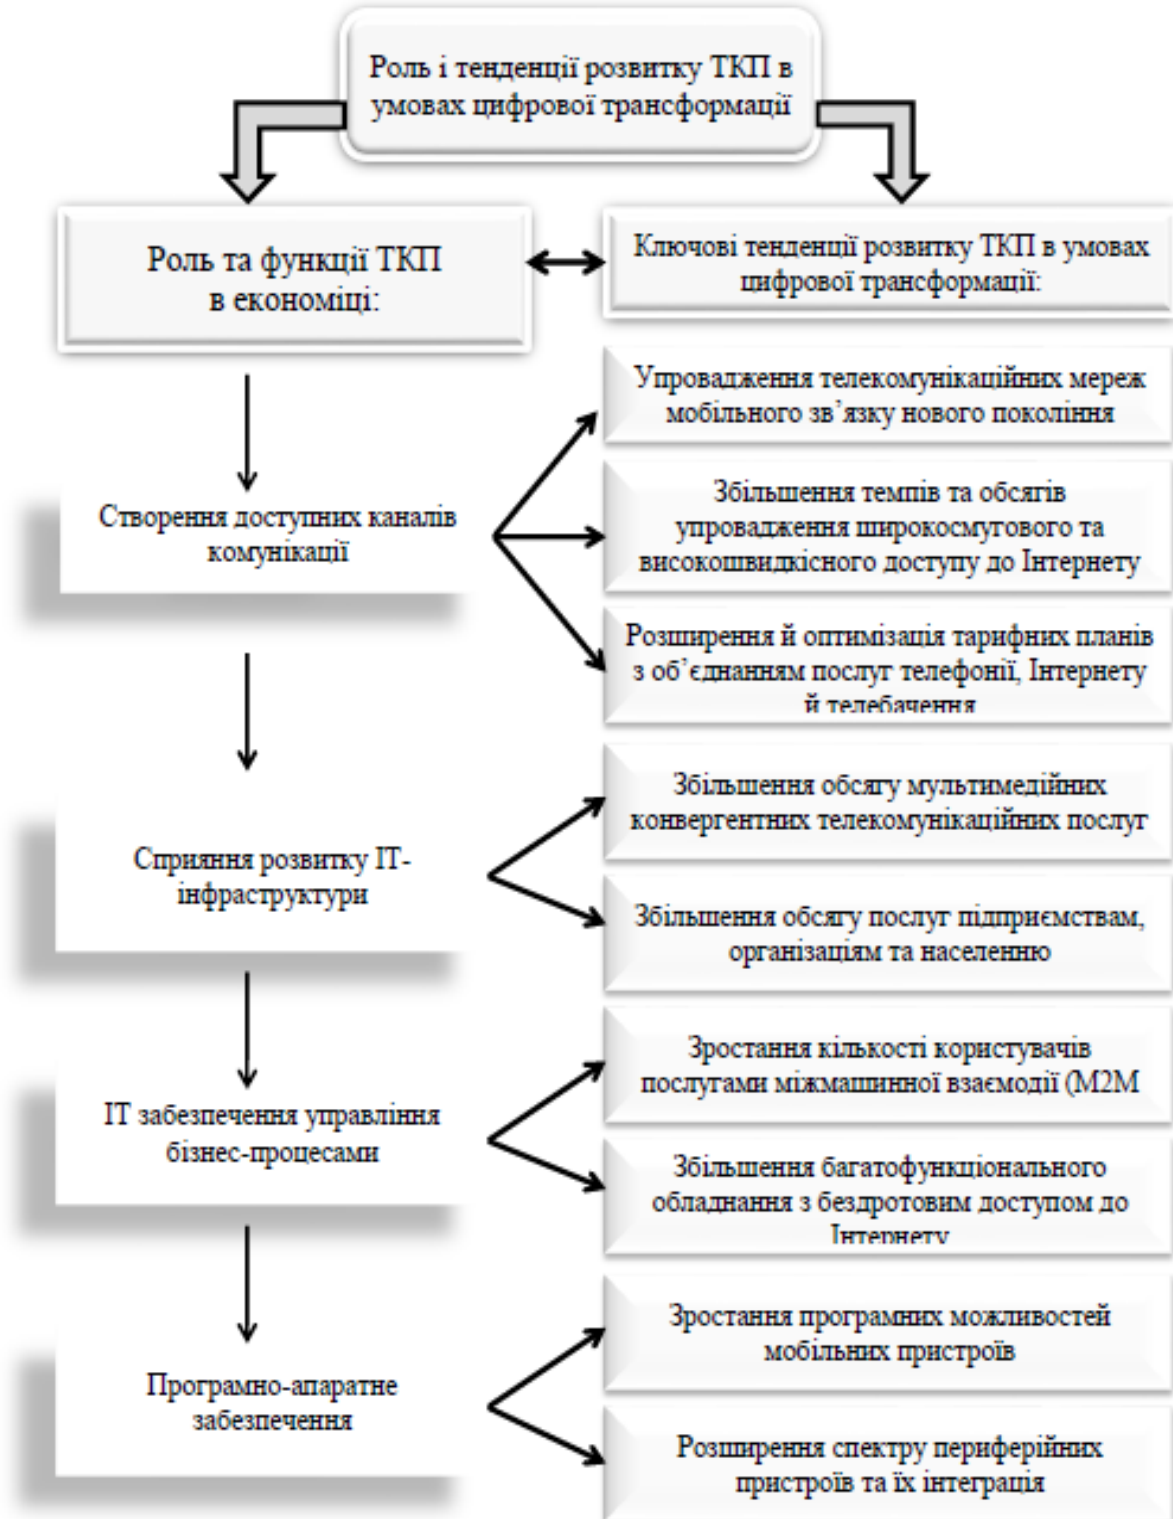 Роль і тенденції розвитку ТКП в
умовах цифрової трансформації
Роль та функції ТКП
в економіці:
Ключові тенденції розвитку ТКП в умовах
цифрової трансформації:
Створення доступних каналів
комунікації
Упровадження телекомунікаційних мереж
мобільного зв’язку нового покоління
Збільшення темпів та обсягів
упровадження широкосмугового та
високошвидкісного доступу до Інтернету
Розширення й оптимізація тарифних планів
з об’єднанням послуг телефонії, Інтернету
й телебачення
Сприяння розвитку ІТ-
інфраструктури
Збільшення обсягу мультимедійних
конвергентних телекомунікаційних послуг
Збільшення обсягу послуг підприємствам,
організаціям та населенню
ІТ забезпечення управління
бізнес-процесами
Зростання кількості користувачів
послугами міжмашинної взаємодії (М2М
Збільшення багатофункціонального
обладнання з бездротовим доступом до
Інтернету
Програмно-апаратне
забезпечення
Зростання програмних можливостей
мобільних пристроїв
Розширення спектру периферійних
пристроїв та їх інтеграція